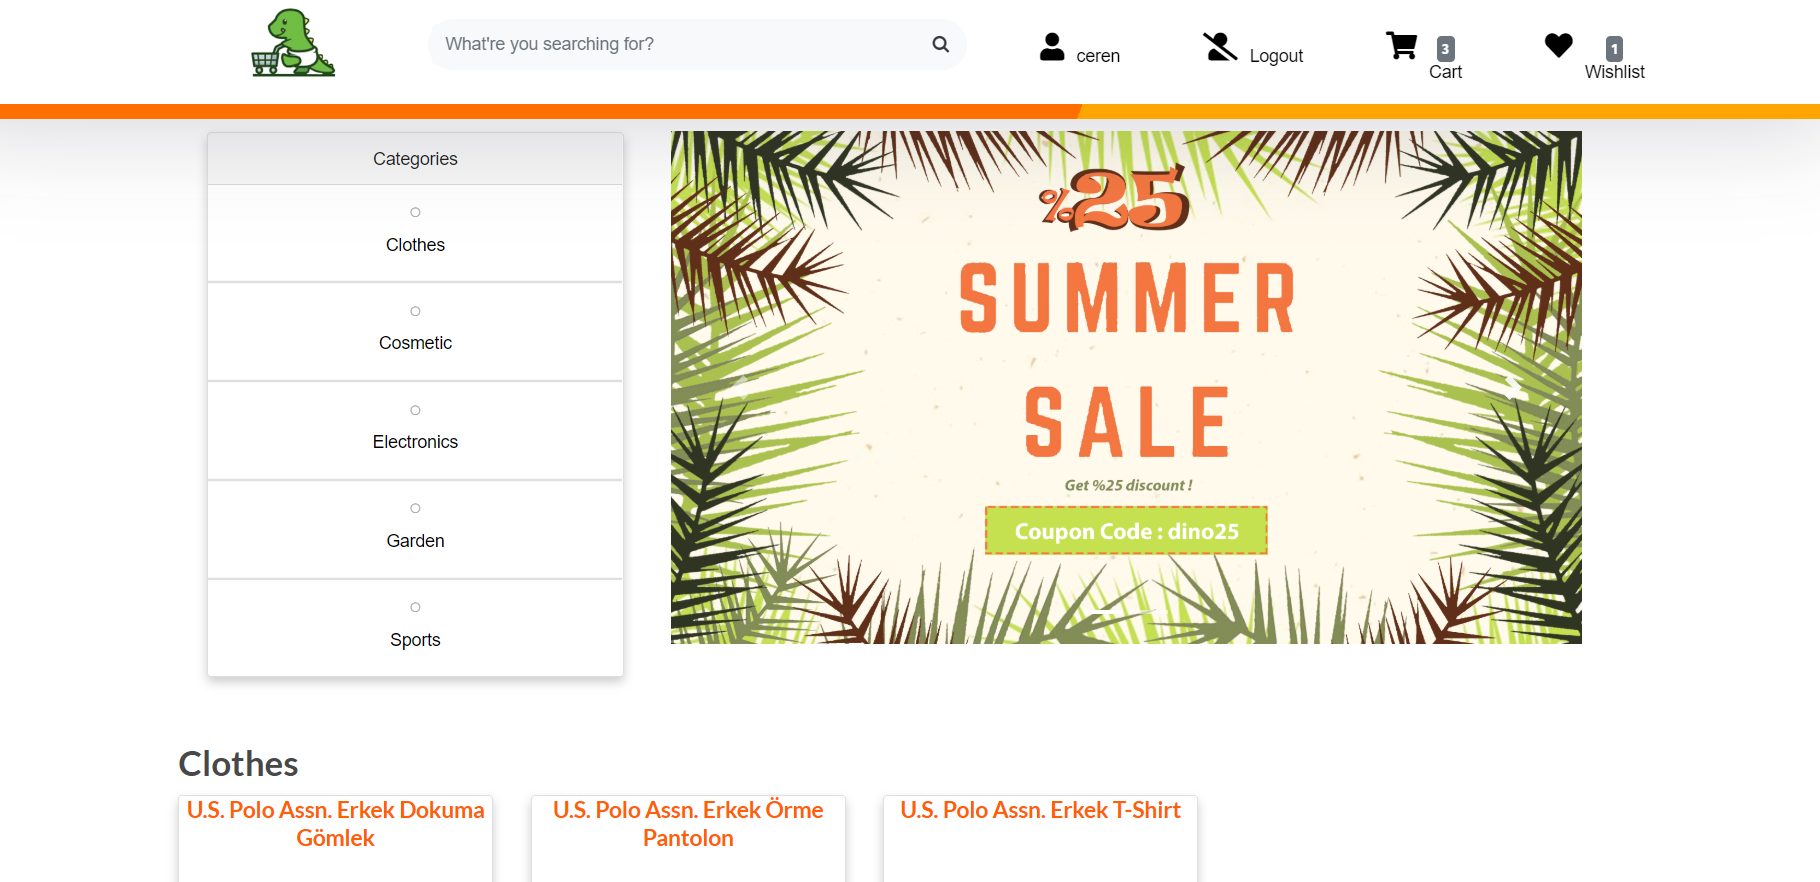 What're you searching for?
ceren
Logout
3
Cart
1
Wishlist
Categories
Clothes
Cosmetic
Electronics
Garden
Sports
%25
SUMMER
SALE
Get %25 discount !
Coupon Code : dino25
Clothes
U.S. Polo Assn. Erkek Dokuma
Gömlek
U.S. Polo Assn. Erkek Örme
Pantolon
U.S. Polo Assn. Erkek T-Shirt